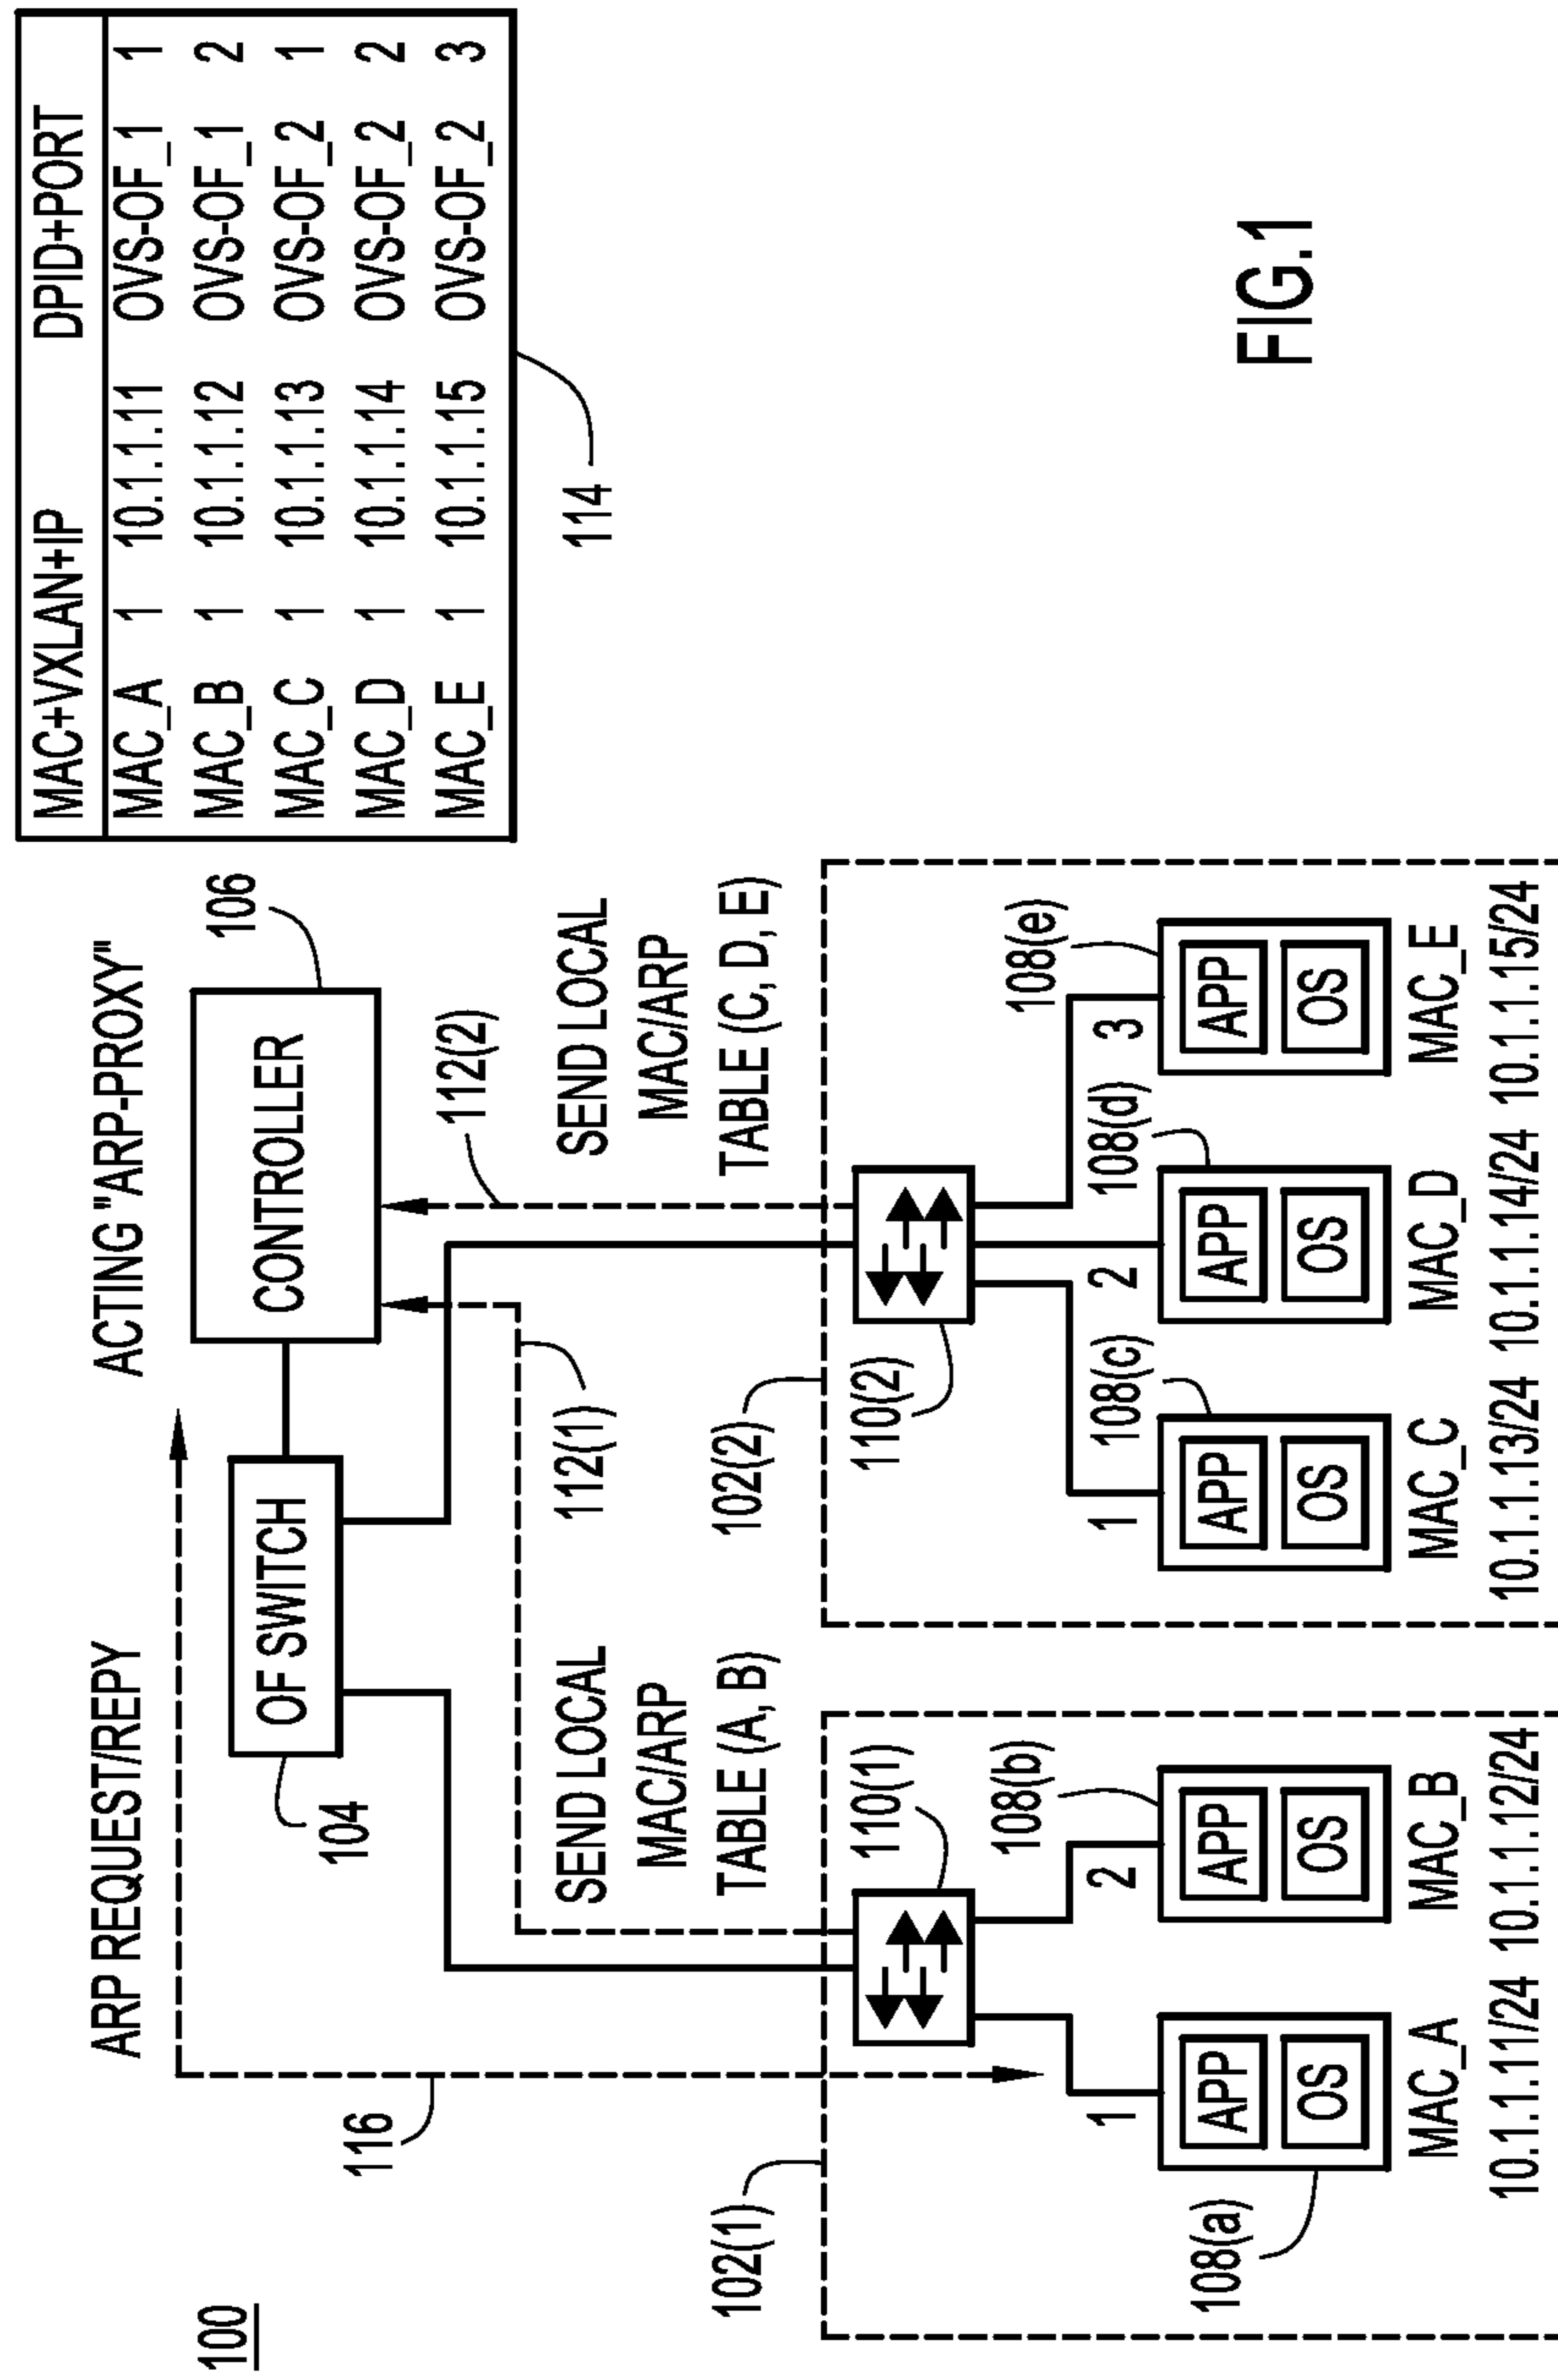 100
ARP REQUEST/REPY
ACTING "ARP-PROXY"
104
OF SWITCH
CONTROLLER
106
MAC+VXLAN+IP DPID+PORT
MAC_A 1 10.1.1.11 OVS-OF_1 1
MAC_B 1 10.1.1.12 OVS-OF_1 2
MAC_C 1 10.1.1.13 OVS-OF_2 1
MAC_D 1 10.1.1.14 OVS-OF_2 2
MAC_E 1 10.1.1.15 OVS-OF_2 3
114
116
112(1)
112(2)
SEND LOCAL
MAC/ARP
TABLE (A, B)
SEND LOCAL
MAC/ARP
TABLE (C, D, E)
102(1)
110(1)
102(2)
110(2)
108(a)
1
APP
OS
MAC_A
10.1.1.11/24
108(b)
2
APP
OS
MAC_B
10.1.1.12/24
108(c)
1
APP
OS
MAC_C
10.1.1.13/24
108(d)
2
APP
OS
MAC_D
10.1.1.14/24
108(e)
3
APP
OS
MAC_E
10.1.1.15/24
FIG.1